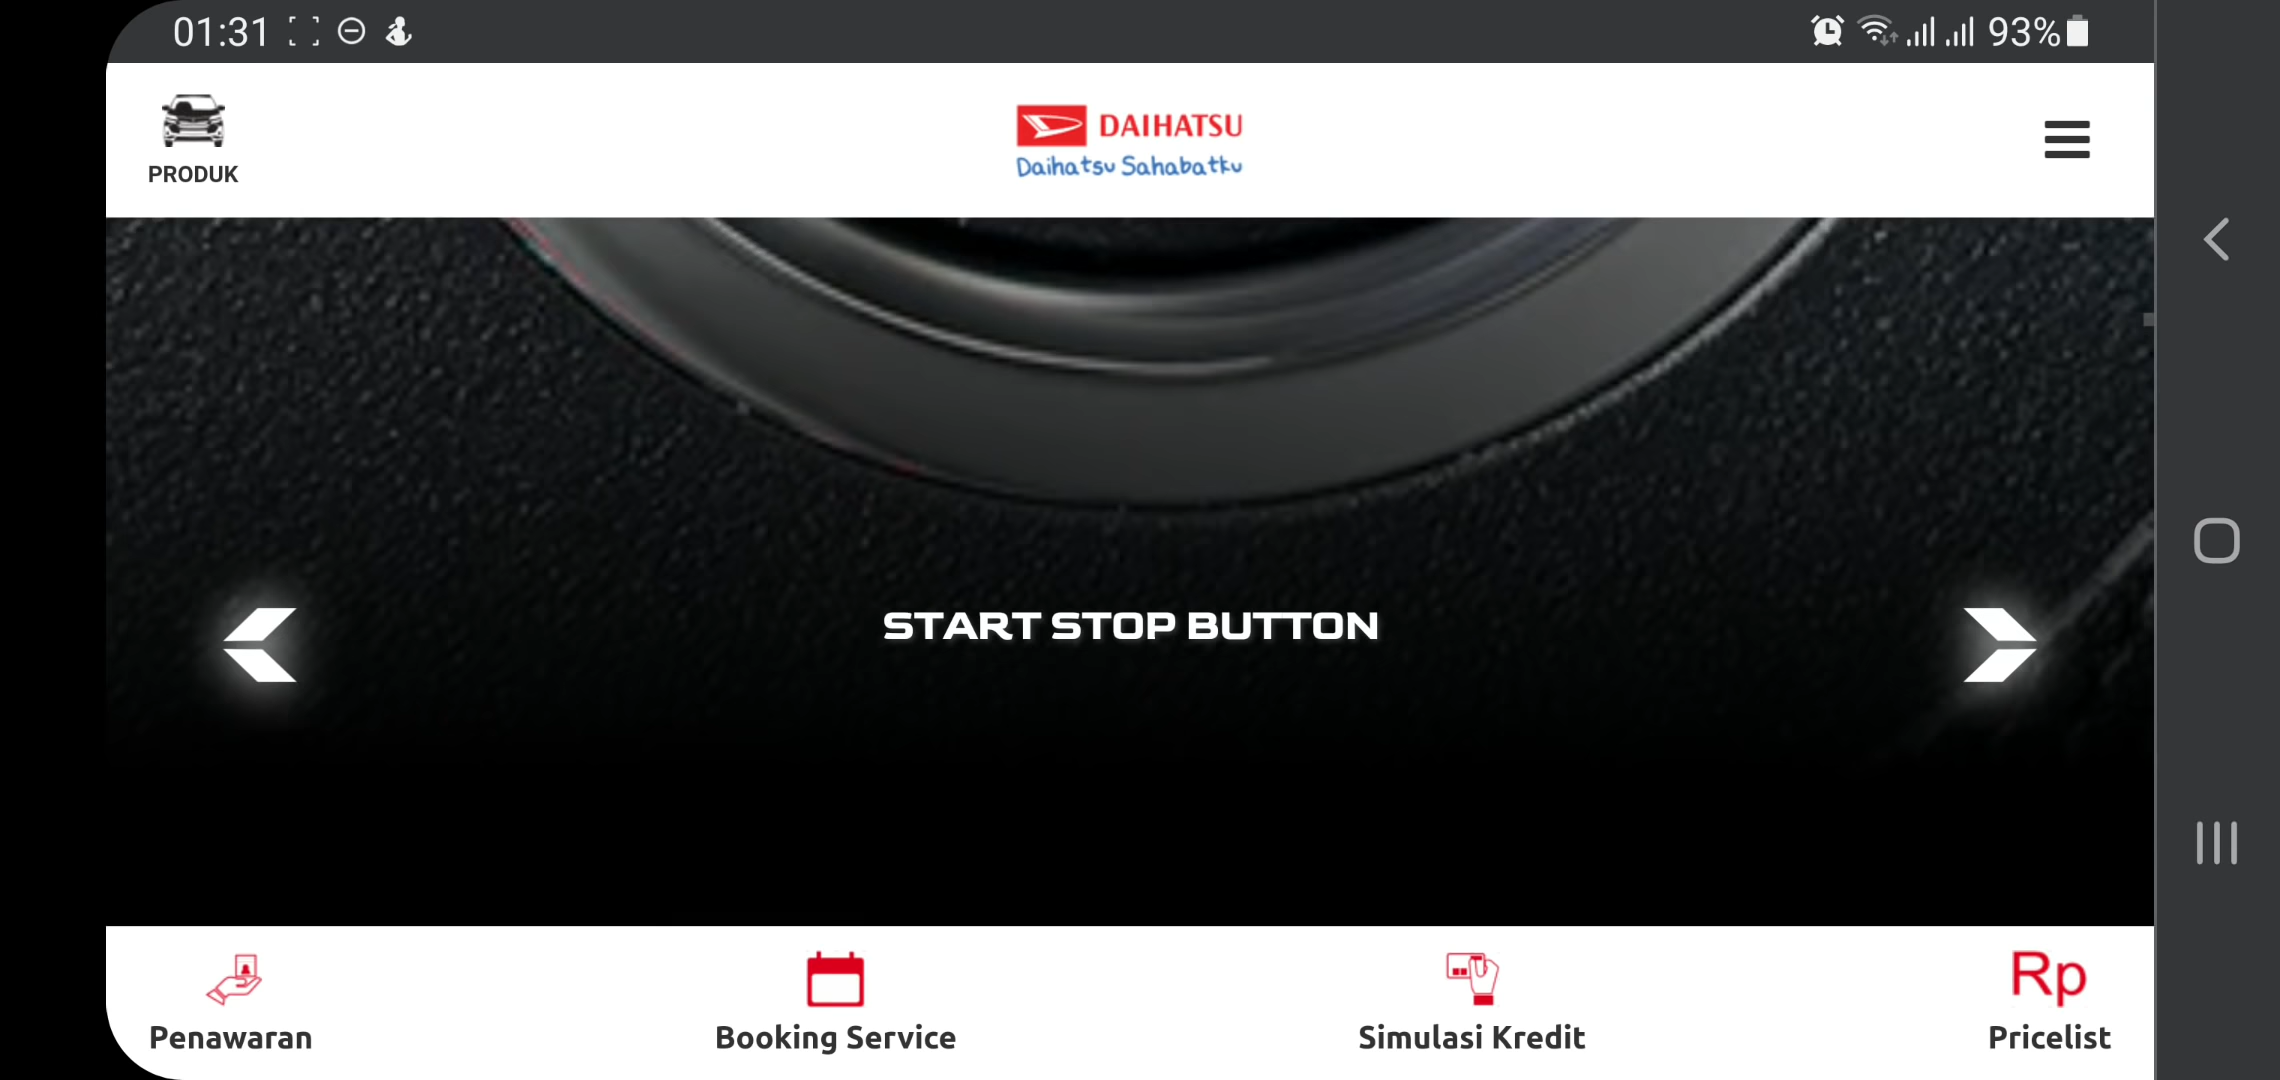 01:31
93%
PRODUK
DAIHATSU
Daihatsu Sahabatku
START STOP BUTTON
Penawaran
Booking Service
Simulasi Kredit
Rp
Pricelist